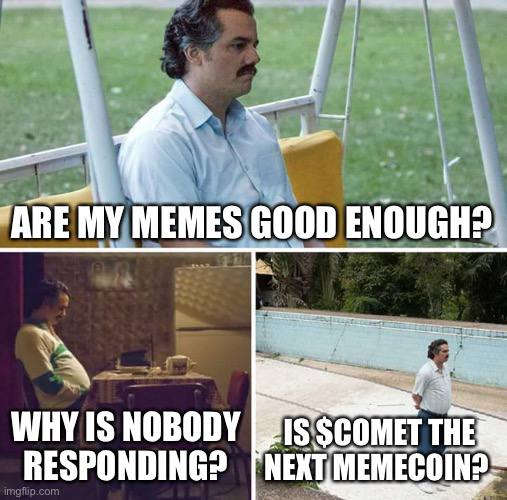 ARE MY MEMES GOOD ENOUGH?
WHY IS NOBODY
RESPONDING?
IS $COMET THE
NEXT MEMECOIN?
imgflip.com